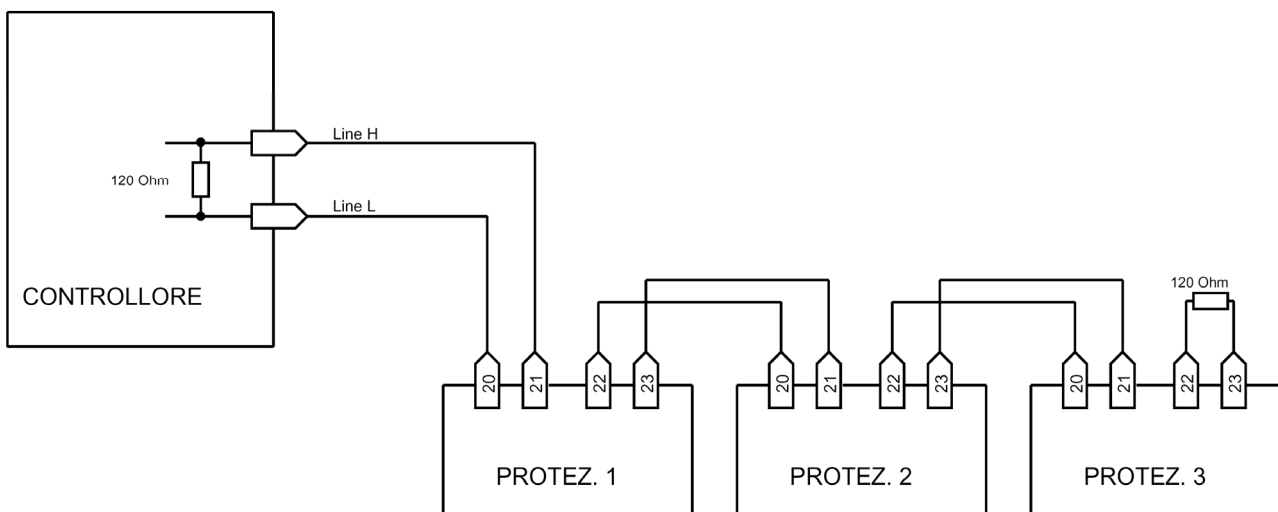 Line H
120 Ohm
Line L
CONTROLLORE
120 Ohm
20 21 22 23 20 21 22 23 20 21 22 23
PROTEZ. 1 PROTEZ. 2 PROTEZ. 3